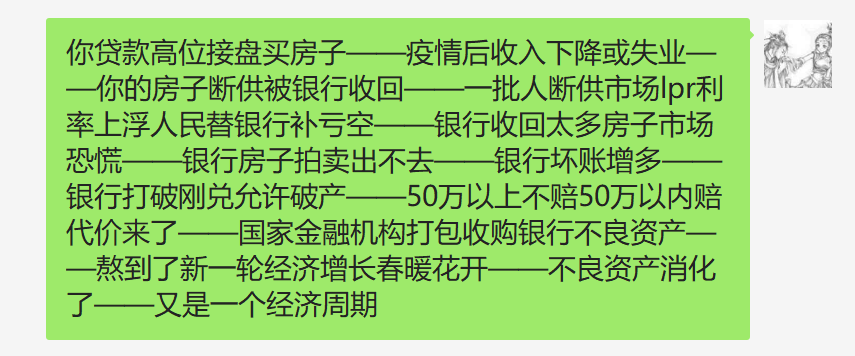 你贷款高位接盘买房子——疫情后收入下降或失业—
—你的房子断供被银行收回——一批人断供市场lpr利
率上浮人民替银行补亏空——银行收回太多房子市场
恐慌——银行房子拍卖出不去——银行坏账增多——
银行打破刚兑允许破产——50万以上不赔50万以内赔
代价来了——国家金融机构打包收购银行不良资产—
—熬到了新一轮经济增长春暖花开——不良资产消化
了——又是一个经济周期